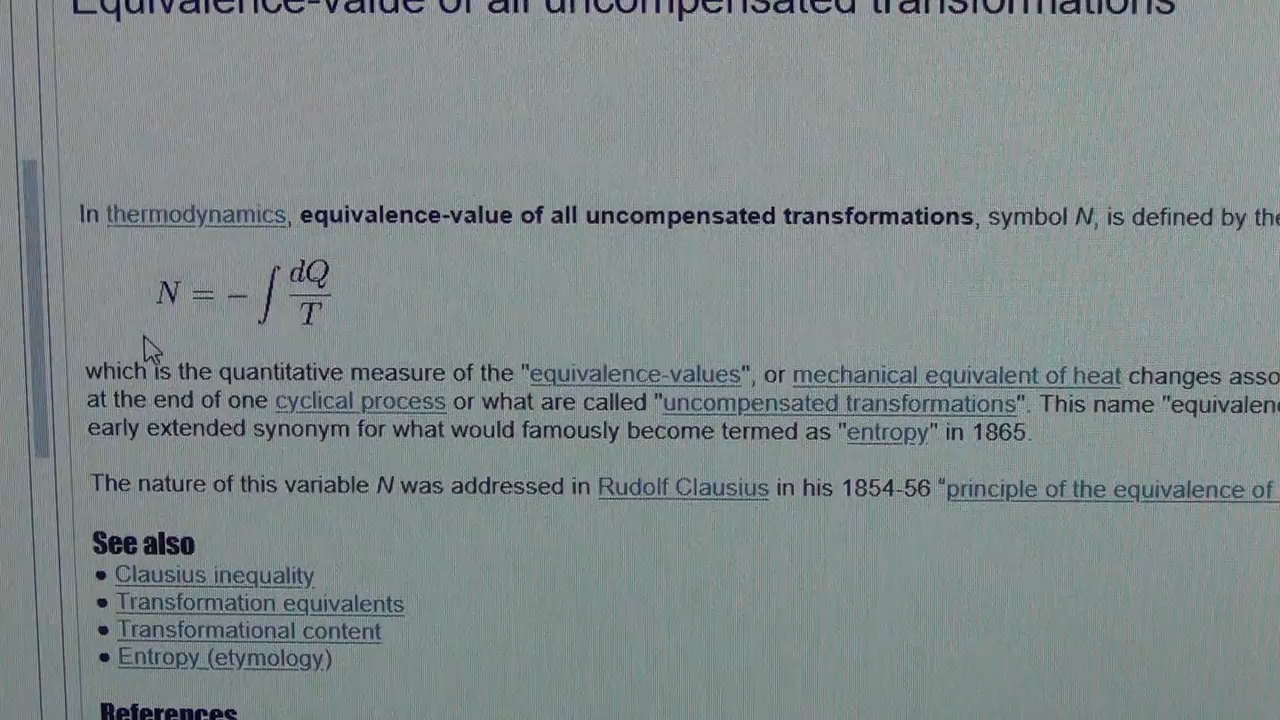 Equivalence-value of all uncompensated transformations
In thermodynamics, equivalence-value of all uncompensated transformations, symbol N, is defined by the
N = - ∫ dQ/T
which is the quantitative measure of the "equivalence-values", or mechanical equivalent of heat changes asso
at the end of one cyclical process or what are called "uncompensated transformations". This name "equivalenc
early extended synonym for what would famously become termed as "entropy" in 1865.
The nature of this variable N was addressed in Rudolf Clausius in his 1854-56 "principle of the equivalence of
See also
• Clausius inequality
• Transformation equivalents
• Transformational content
• Entropy (etymology)
References